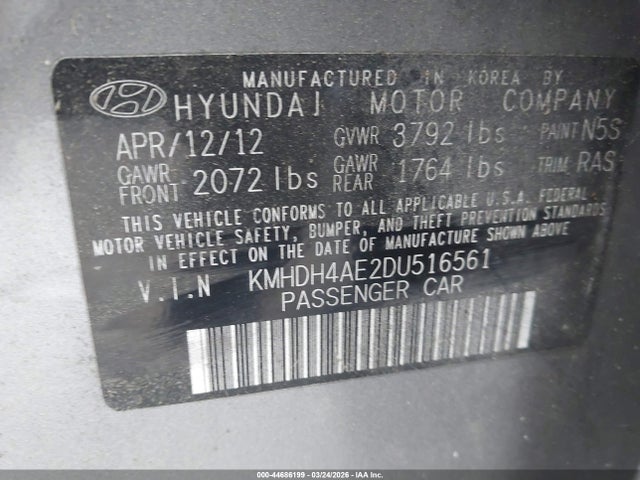 MANUFACTURED IN KOREA BY
HYUNDAI MOTOR COMPANY
APR/12/12 GVWR 3792 lbs PAINT N5S
GAWR FRONT 2072 lbs GAWR REAR 1764 lbs TRIM RAS
THIS VEHICLE CONFORMS TO ALL APPLICABLE U.S.A. FEDERAL
MOTOR VEHICLE SAFETY, BUMPER, AND THEFT PREVENTION STANDARDS
IN EFFECT ON THE DATE OF MANUFACTURE SHOWN ABOVE
V.I.N KMHDH4AE2DU516561
PASSENGER CAR
000-44686199 - 03/24/2026 - IAAI.COM